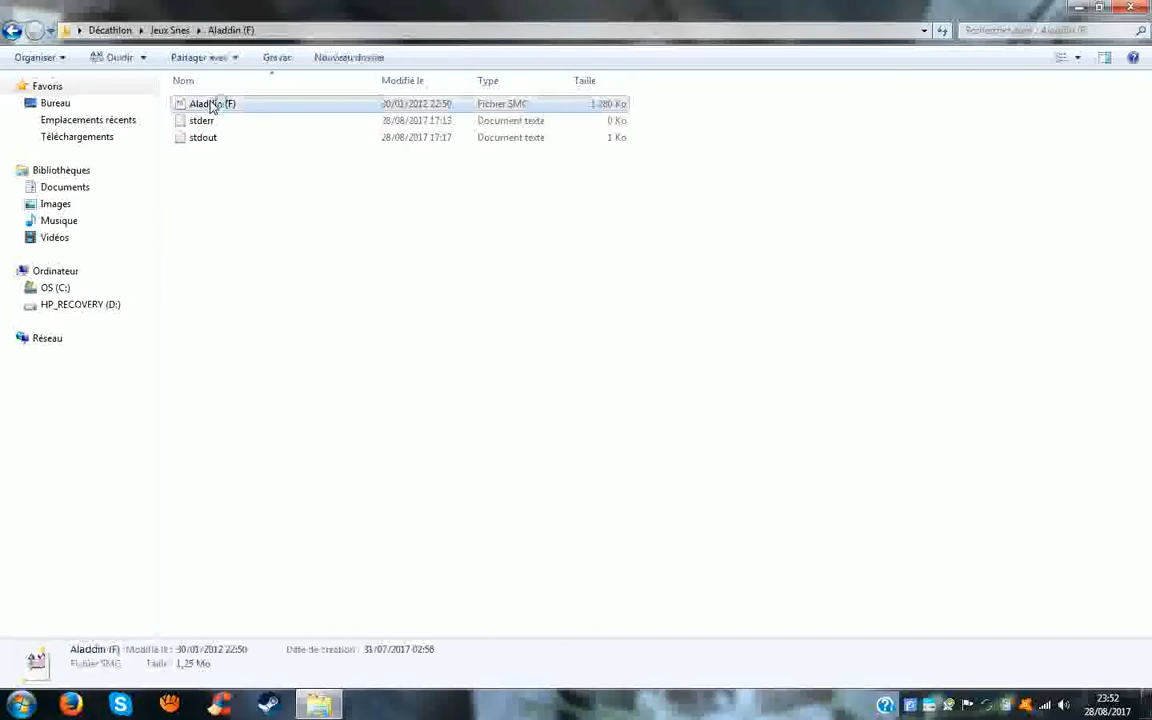 Décathlon Jeux Snes Aladdin (F)
Organiser Ouvrir Partager avec Graver Nouveau dossier
Nom Modifié le Type Taille
Favoris
Bureau
Emplacements récents
Téléchargements
Bibliothèques
Documents
Images
Musique
Vidéos
Ordinateur
OS (C:)
HP_RECOVERY (D:)
Réseau
Aladdin (F) 30/01/2012 22:50 Fichier SMC 1 280 Ko
stderr 28/08/2017 17:13 Document texte 0 Ko
stdout 28/08/2017 17:17 Document texte 1 Ko
Aladdin (F) Modifié le : 30/01/2012 22:50 Date de création : 31/07/2017 02:58
Fichier SMC Taille : 1,25 Mo
23:52
28/08/2017